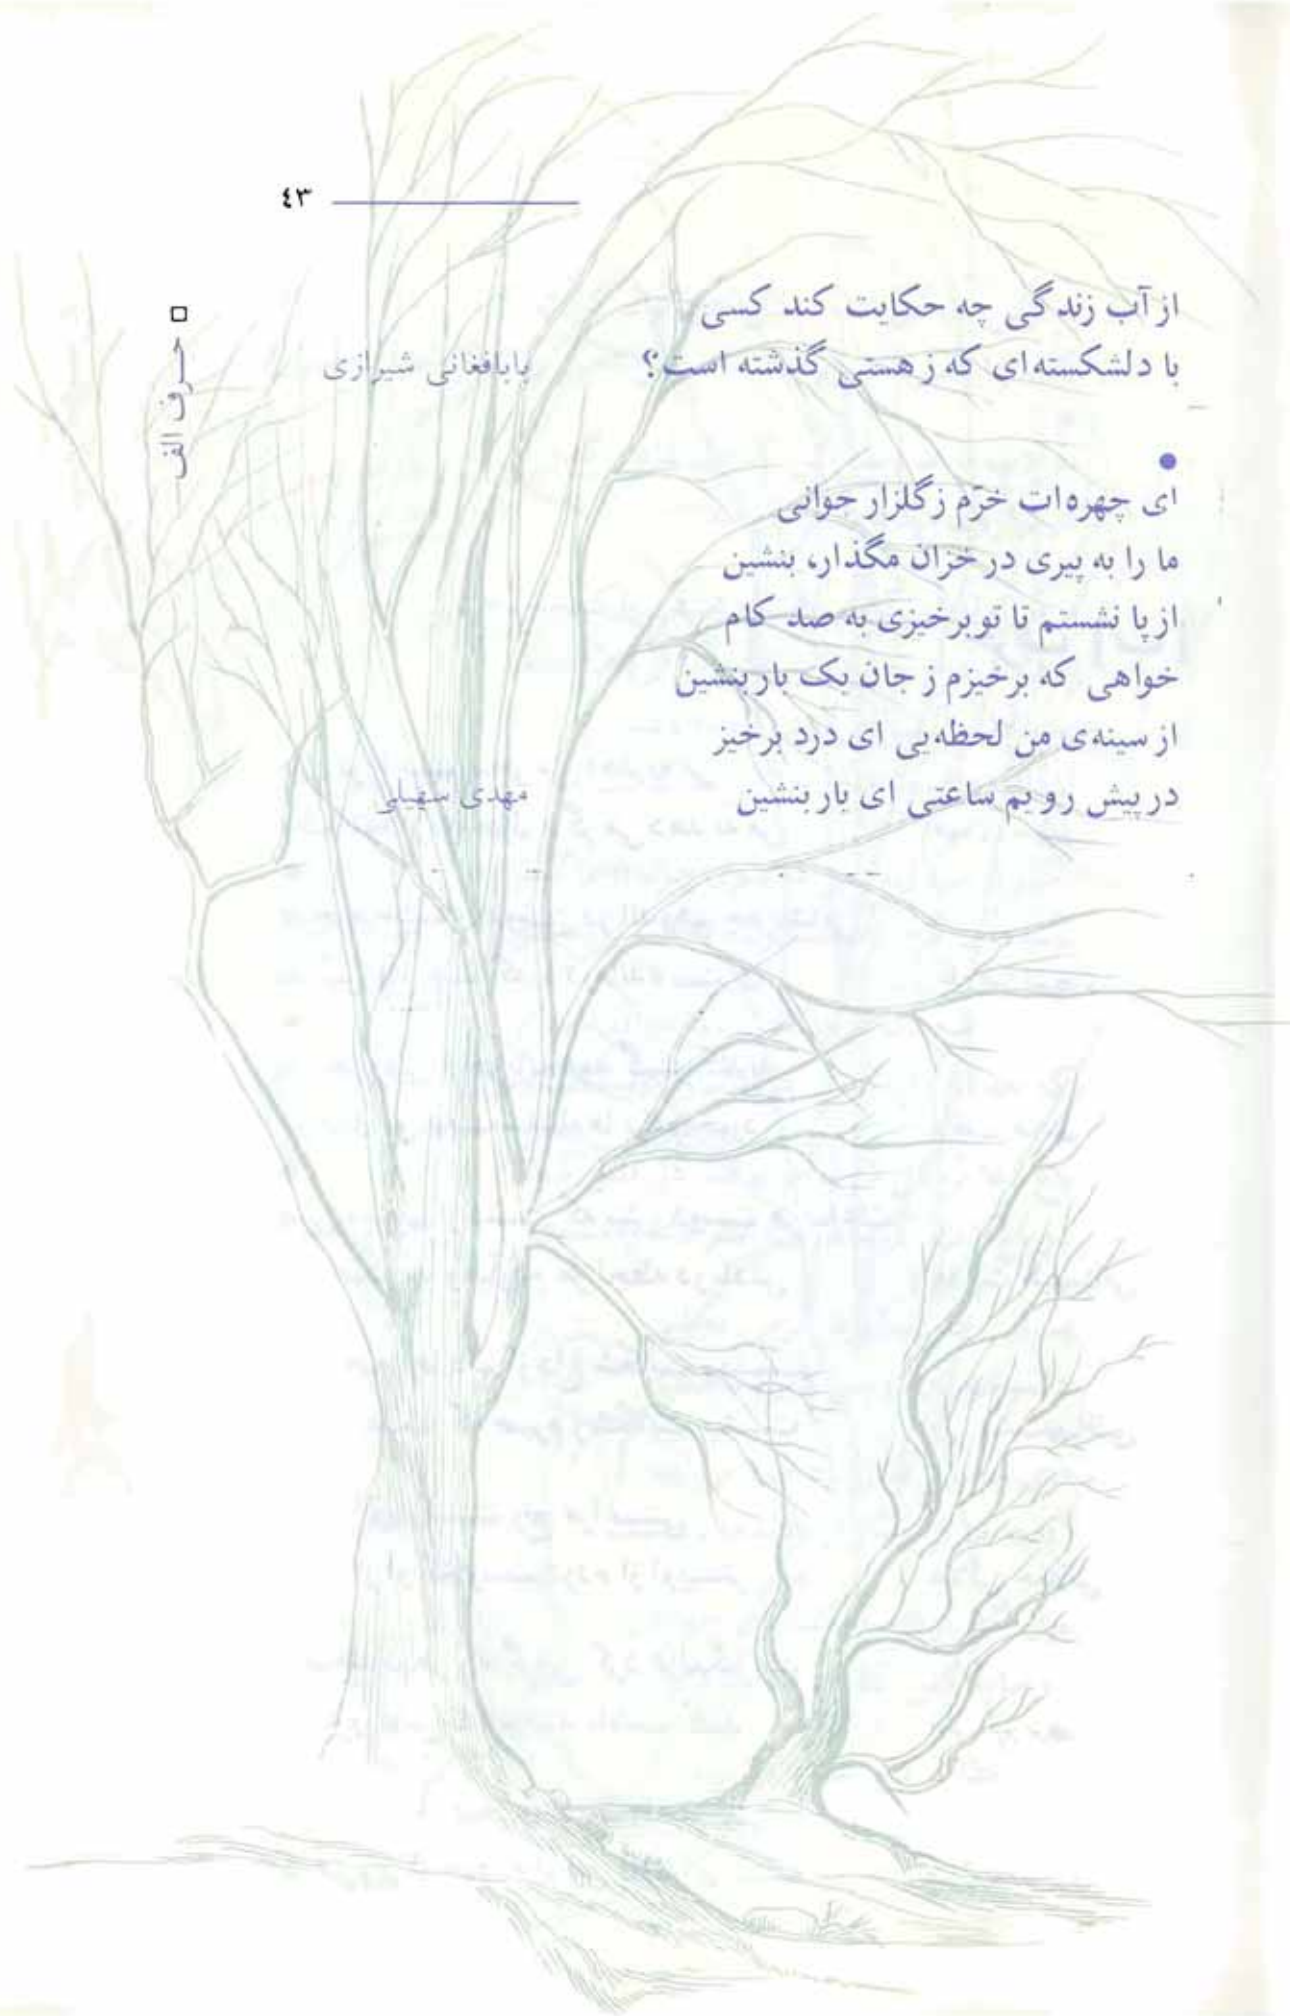 ۴۳
□ حرف الف
از آب زندگی چه حکایت کند کسی
با دلشکسته‌ای که ز هستی گذشته است؟ بابافغانی شیرازی
●
ای چهره‌ات خرّم ز گلزار جوانی
ما را به پیری در خزان مگذار، بنشین
از پا نشستم تا تو برخیزی به صد کام
خواهی که برخیزم ز جان یک بار بنشین
از سینه‌ی من لحظه‌یی ای درد برخیز
در پیش رویم ساعتی ای یار بنشین مهدی سهیلی